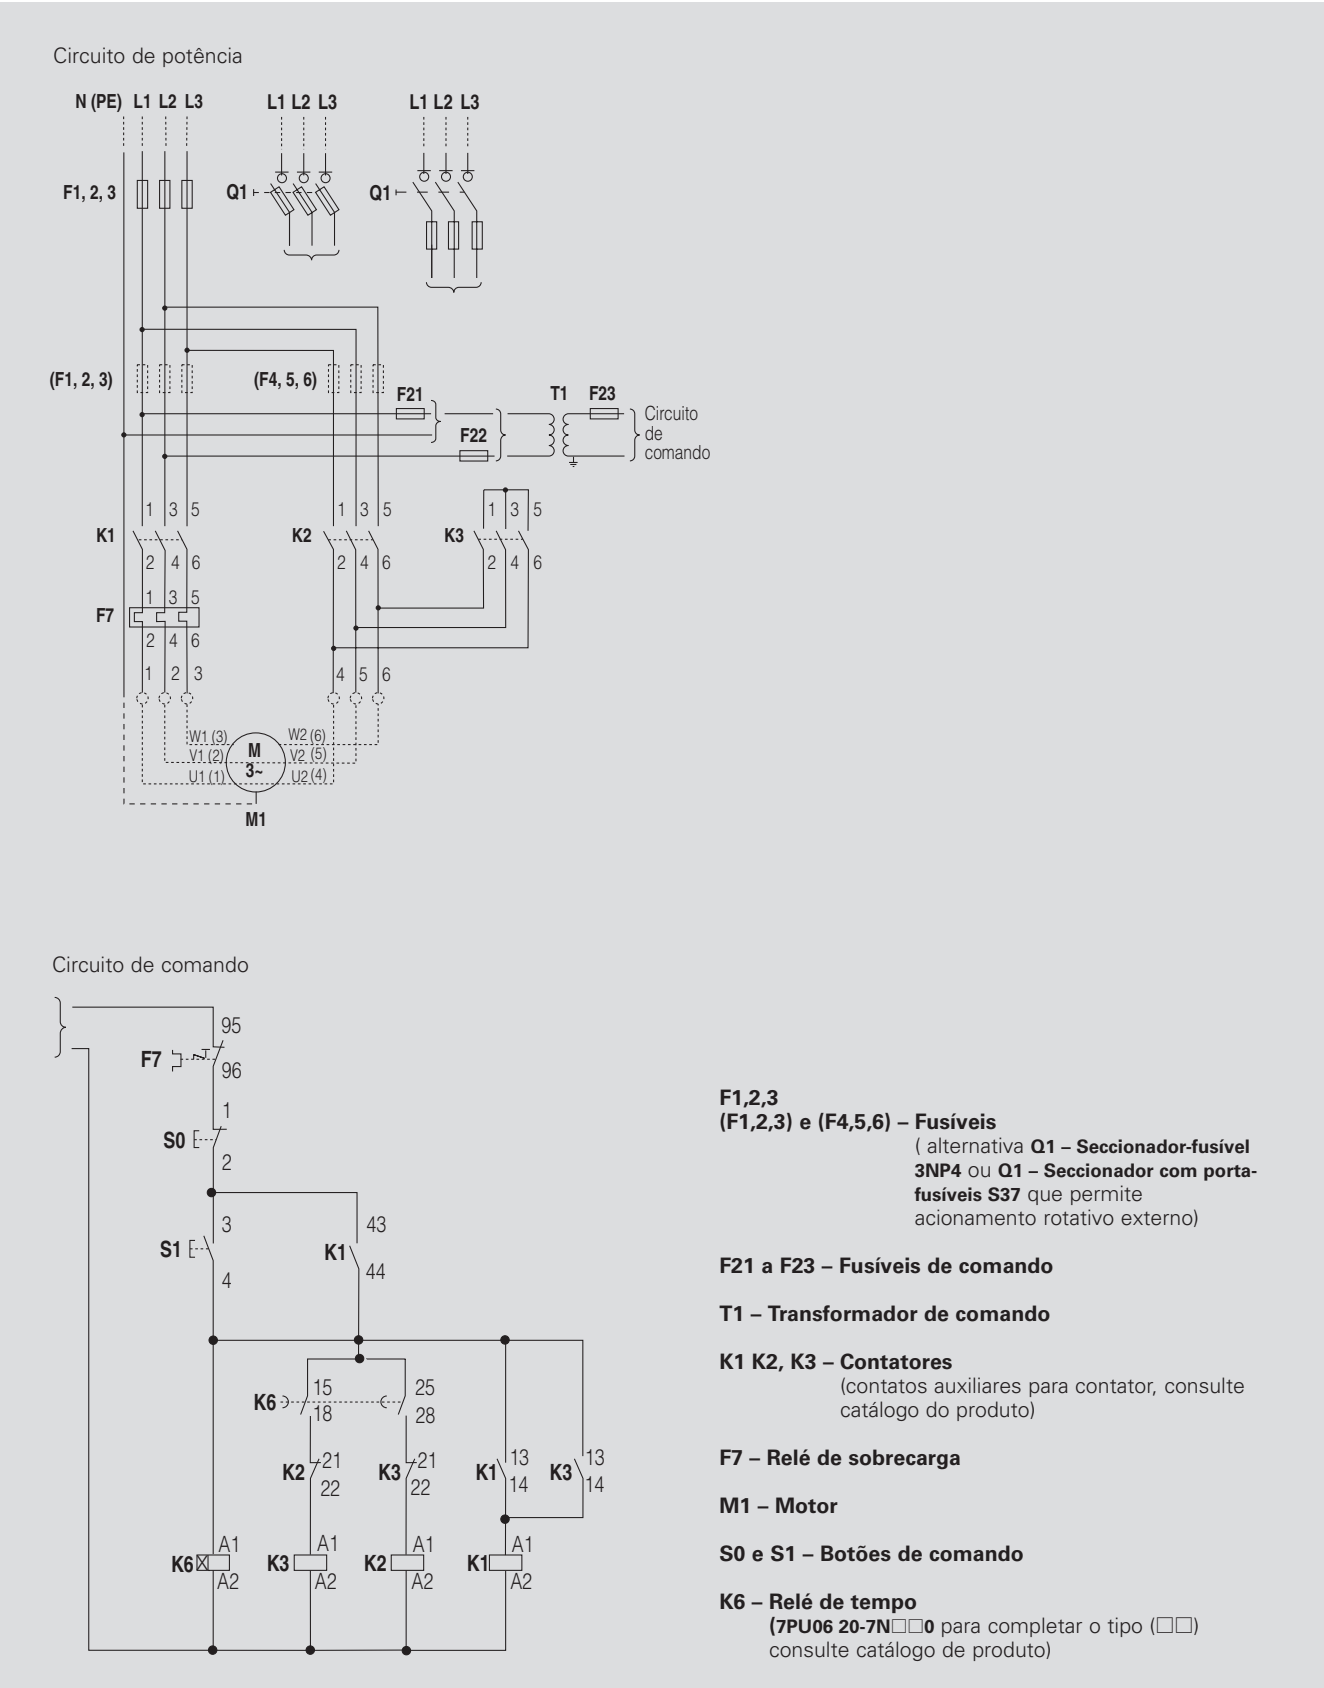 Circuito de potência
N (PE) L1 L2 L3 L1 L2 L3 L1 L2 L3
F1, 2, 3 Q1 Q1
(F1, 2, 3) (F4, 5, 6)
F21 T1 F23
Circuito
de
comando
F22
1 3 5 1 3 5 1 3 5
K1 K2 K3
2 4 6 2 4 6 2 4 6
1 3 5
F7
2 4 6
1 2 3 4 5 6
W1 (3) W2 (6)
V1 (2) M V2 (5)
3~
U1 (1) U2 (4)
M1
Circuito de comando
95
F7
96
1
S0
2
3 43
S1 K1
4 44
15 25
K6
18 28
21 21 13 13
K2 K3 K1 K3
22 22 14 14
A1 A1 A1 A1
K6 K3 K2 K1
A2 A2 A2 A2
F1,2,3
(F1,2,3) e (F4,5,6) – Fusíveis
( alternativa Q1 – Seccionador-fusível
3NP4 ou Q1 – Seccionador com porta-
fusíveis S37 que permite
acionamento rotativo externo)
F21 a F23 – Fusíveis de comando
T1 – Transformador de comando
K1 K2, K3 – Contatores
(contatos auxiliares para contator, consulte
catálogo do produto)
F7 – Relé de sobrecarga
M1 – Motor
S0 e S1 – Botões de comando
K6 – Relé de tempo
(7PU06 20-7N□□0 para completar o tipo (□□)
consulte catálogo de produto)